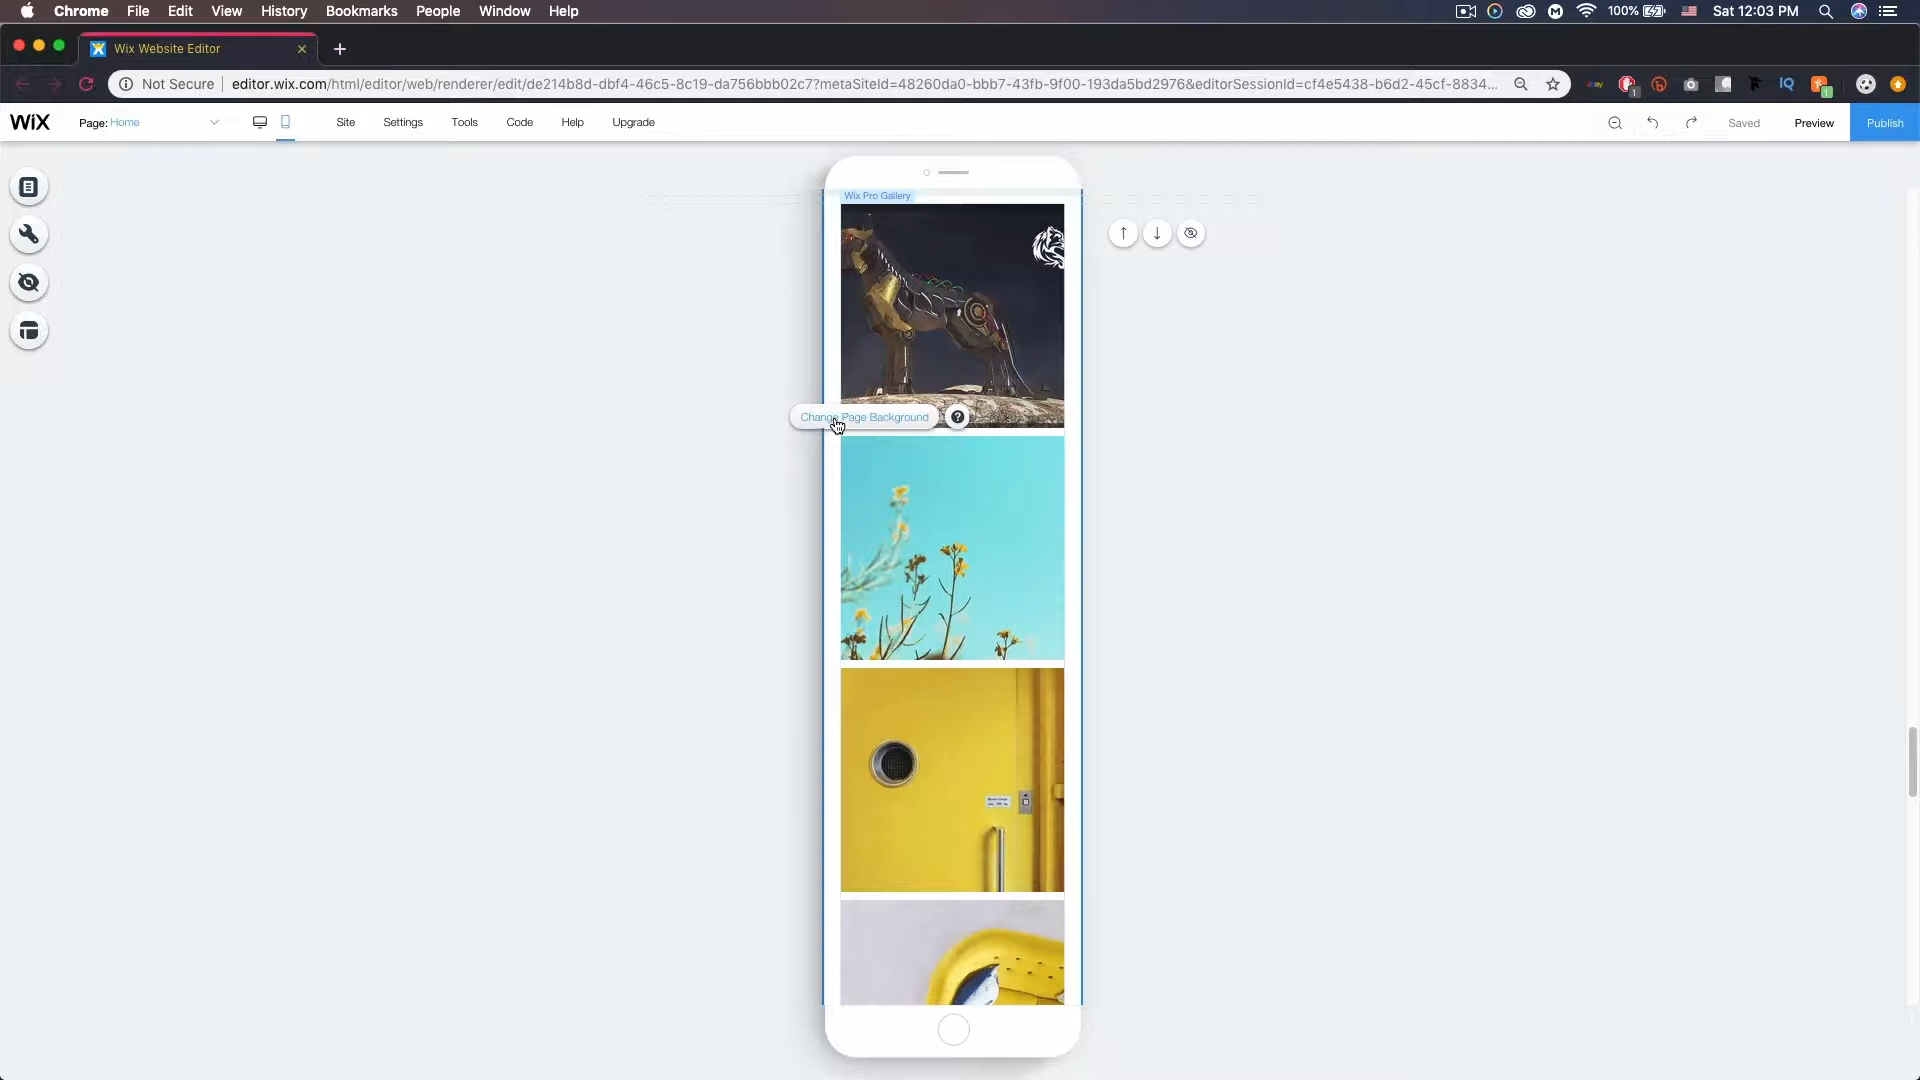 Chrome File Edit View History Bookmarks People Window Help
100% Sat 12:03 PM
Wix Website Editor
Not Secure editor.wix.com/html/editor/web/renderer/edit/de214b8d-dbf4-46c5-8c19-da756bbb02c7?metaSiteId=48260da0-bbb7-43fb-9f00-193da5bd2976&editorSessionId=cf4e5438-b6d2-45cf-8834...
WiX Page: Home Site Settings Tools Code Help Upgrade Saved Preview Publish
Wix Pro Gallery
Change Page Background ?